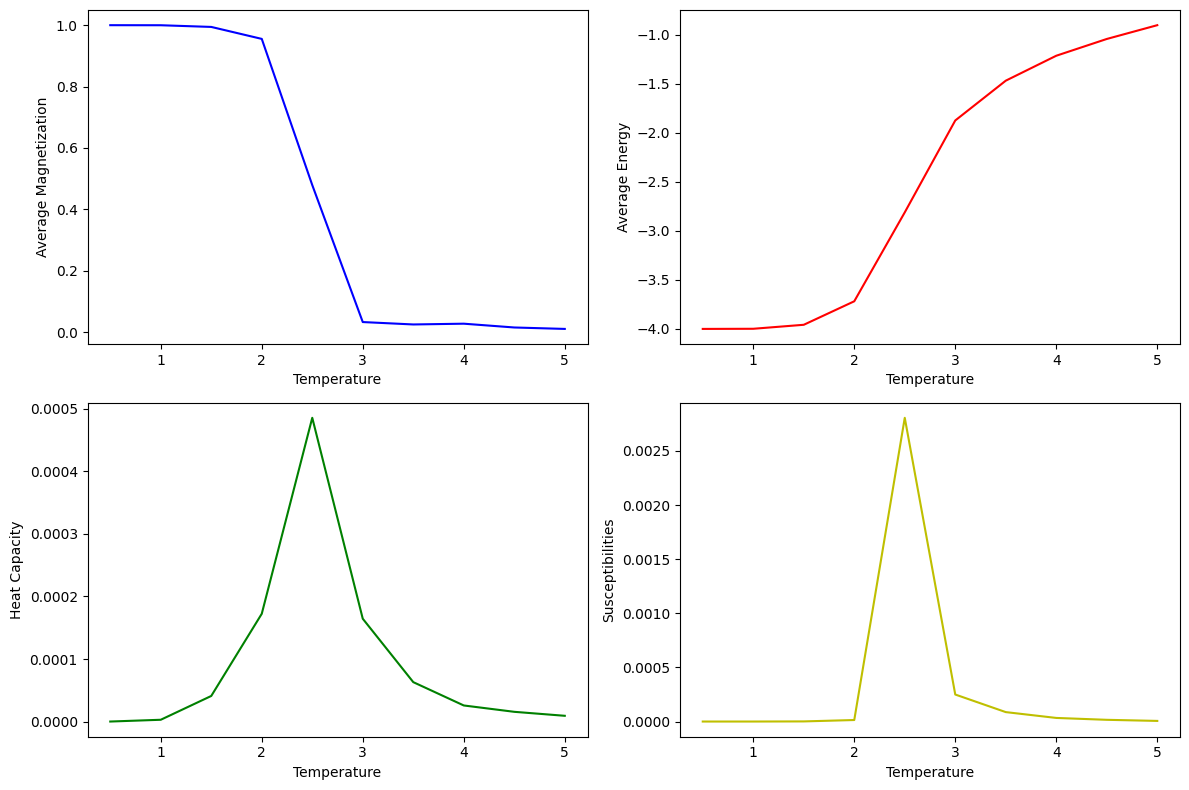 1.0
0.8
0.6
0.4
0.2
0.0
Average Magnetization
1 2 3 4 5
Temperature
−1.0
−1.5
−2.0
−2.5
−3.0
−3.5
−4.0
Average Energy
1 2 3 4 5
Temperature
0.0005
0.0004
0.0003
0.0002
0.0001
0.0000
Heat Capacity
1 2 3 4 5
Temperature
0.0025
0.0020
0.0015
0.0010
0.0005
0.0000
Susceptibilities
1 2 3 4 5
Temperature